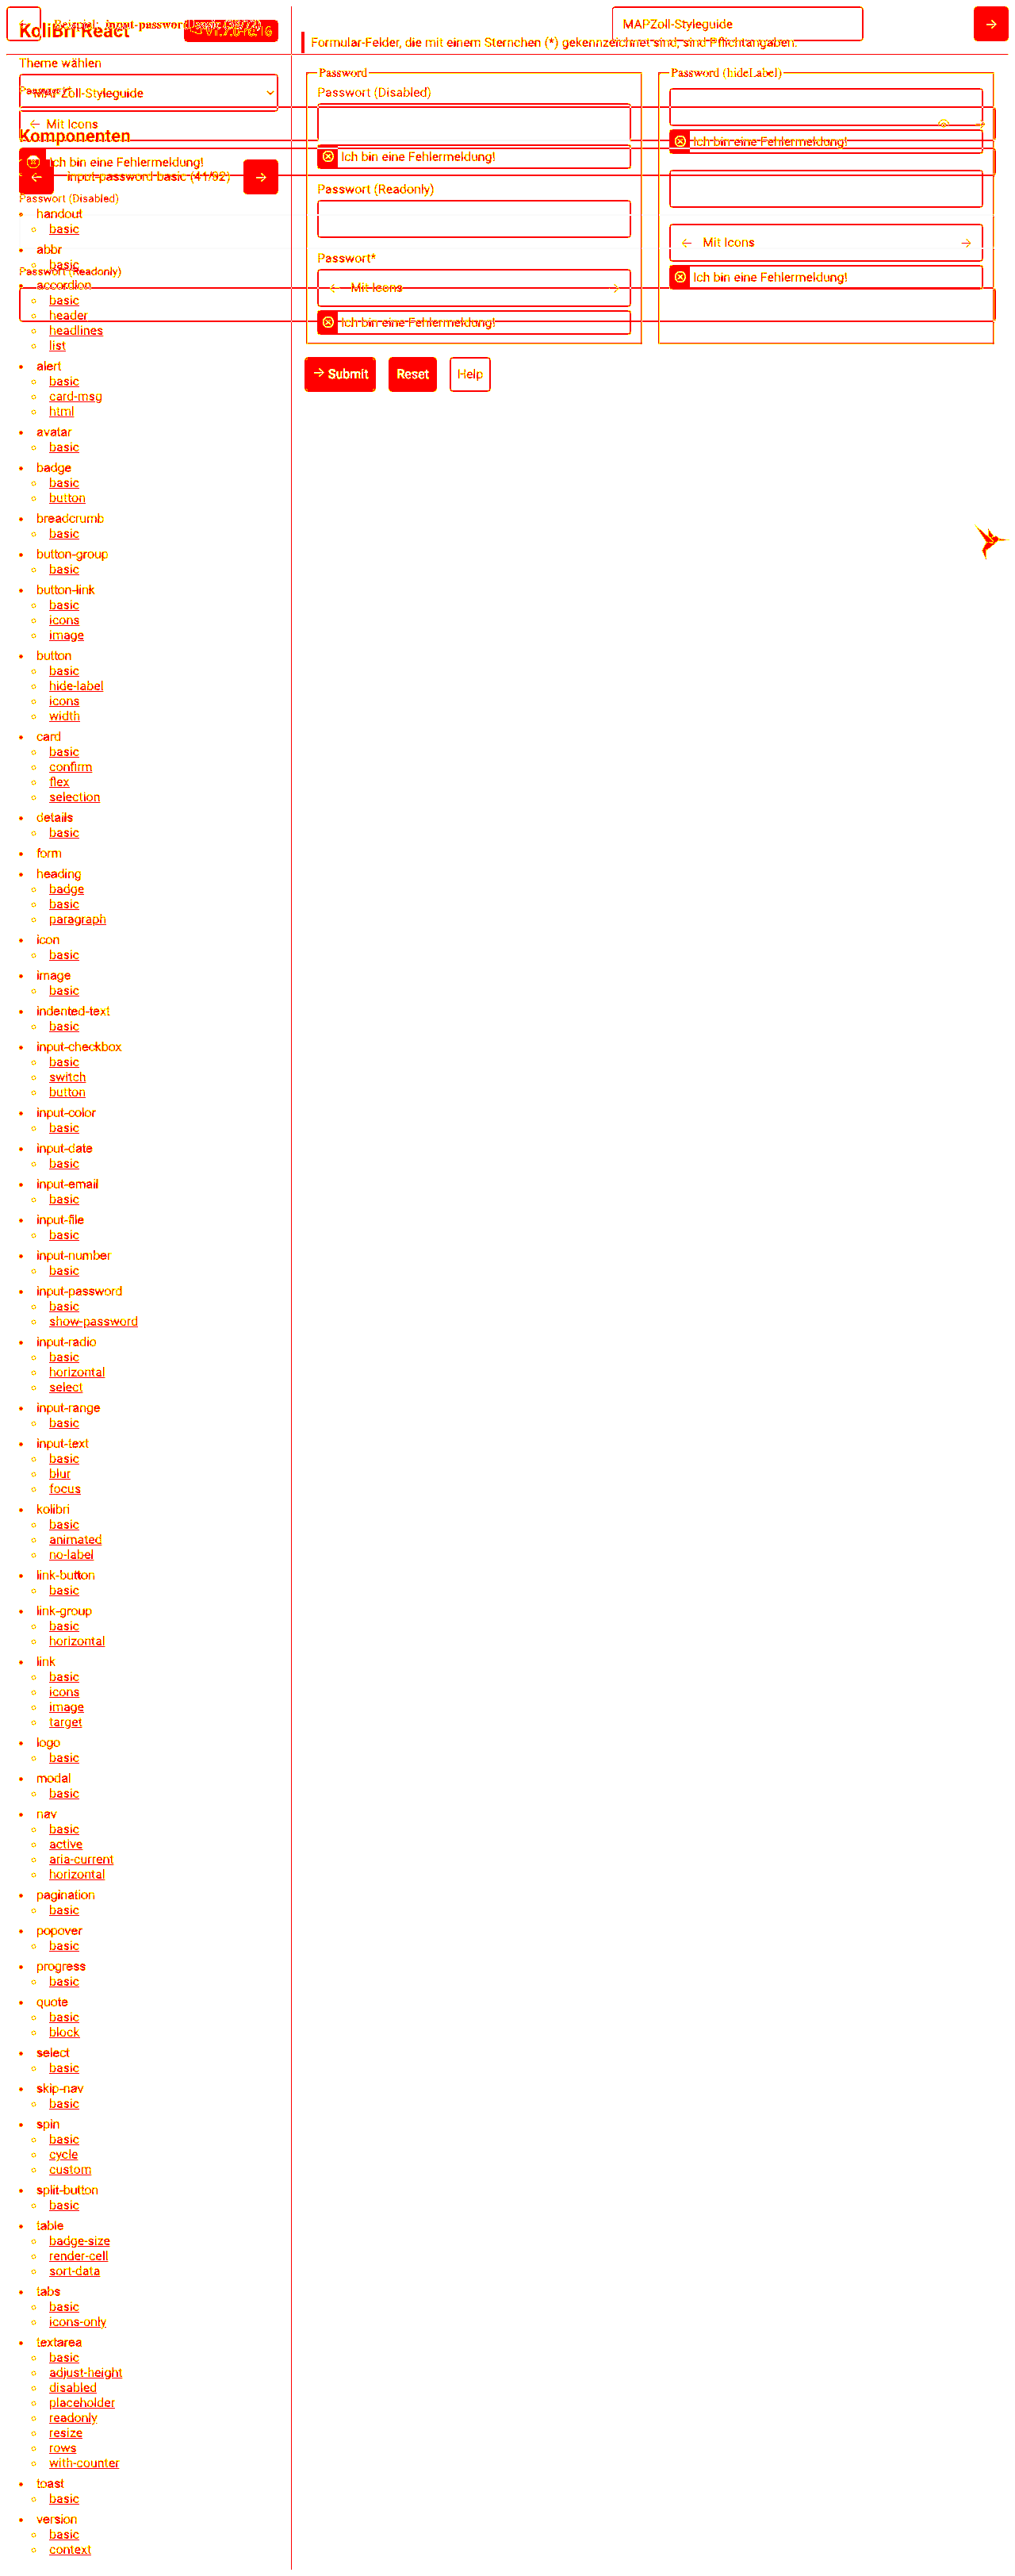 KoliBri React
MAPZoll-Styleguide
Formular-Felder, die mit einem Sternchen (*) gekennzeichnet sind, sind Pflichtangaben.
Theme wählen
MAPZoll-Styleguide
Mit Icons
Komponenten
Ich bin eine Fehlermeldung!
input-password basic (41/82)
Passwort (Disabled)
Passwort (Readonly)
handout
basic
abbr
basic
accordion
basic
header
headlines
list
alert
basic
card-msg
html
avatar
basic
badge
basic
button
breadcrumb
basic
button-group
basic
button-link
basic
icons
image
button
basic
hide-label
icons
width
card
basic
confirm
flex
selection
details
basic
form
heading
badge
basic
paragraph
icon
basic
image
basic
indented-text
basic
input-checkbox
basic
switch
button
input-color
basic
input-date
basic
input-email
basic
input-file
basic
input-number
basic
input-password
basic
show-password
input-radio
basic
horizontal
select
input-range
basic
input-text
basic
blur
focus
kolibri
basic
animated
no-label
link-button
basic
link-group
basic
horizontal
link
basic
icons
image
target
logo
basic
modal
basic
nav
basic
active
aria-current
horizontal
pagination
basic
popover
basic
progress
basic
quote
basic
block
select
basic
skip-nav
basic
spin
basic
cycle
custom
split-button
basic
table
badge-size
render-cell
sort-data
tabs
basic
icons-only
textarea
basic
adjust-height
disabled
placeholder
readonly
resize
rows
with-counter
toast
basic
version
basic
context
Password
Passwort (Disabled)
Ich bin eine Fehlermeldung!
Passwort (Readonly)
Passwort*
Mit Icons
Ich bin eine Fehlermeldung!
Password (hideLabel)
Ich bin eine Fehlermeldung!
Mit Icons
Ich bin eine Fehlermeldung!
Submit
Reset
Help